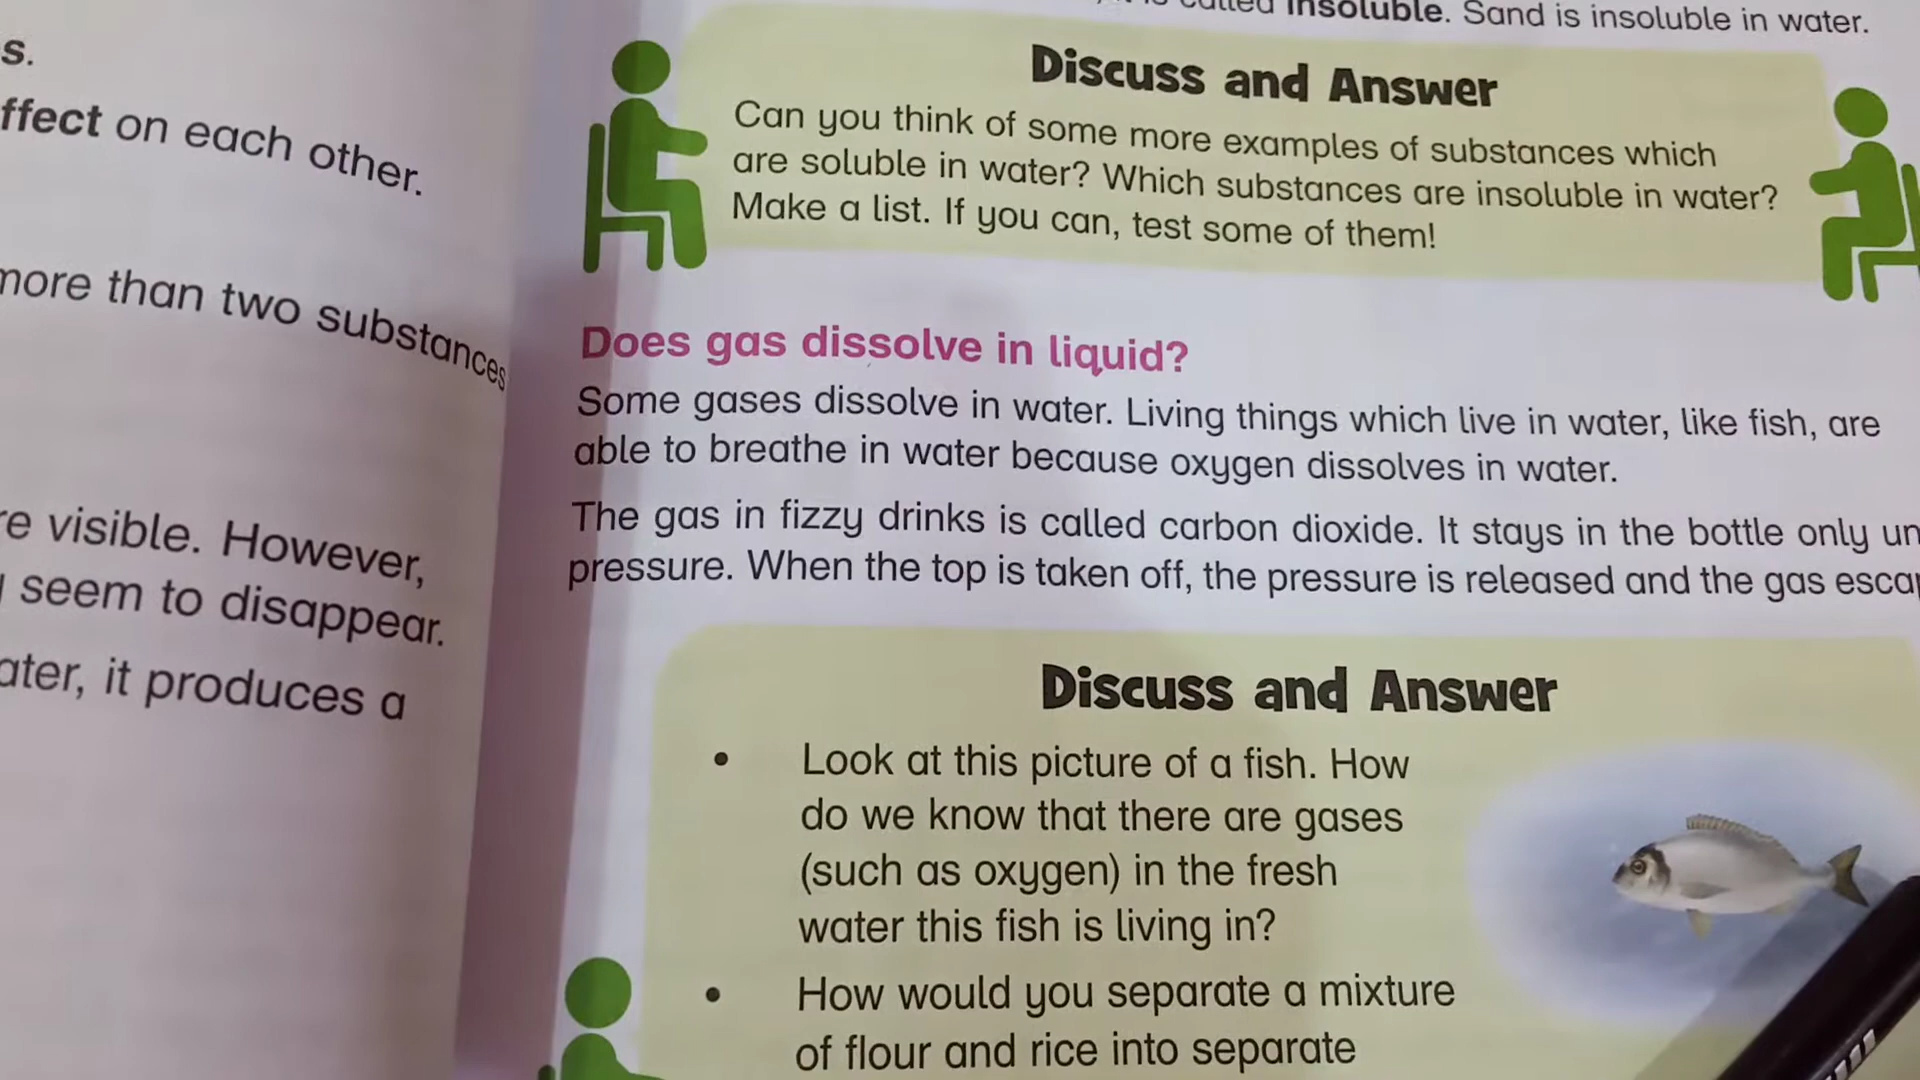 s.
ffect on each other.
more than two substances
re visible. However,
seem to disappear.
ater, it produces a
is called insoluble. Sand is insoluble in water.
Discuss and Answer
Can you think of some more examples of substances which
are soluble in water? Which substances are insoluble in water?
Make a list. If you can, test some of them!
Does gas dissolve in liquid?
Some gases dissolve in water. Living things which live in water, like fish, are
able to breathe in water because oxygen dissolves in water.
The gas in fizzy drinks is called carbon dioxide. It stays in the bottle only un
pressure. When the top is taken off, the pressure is released and the gas escap
Discuss and Answer
• Look at this picture of a fish. How
do we know that there are gases
(such as oxygen) in the fresh
water this fish is living in?
• How would you separate a mixture
of flour and rice into separate